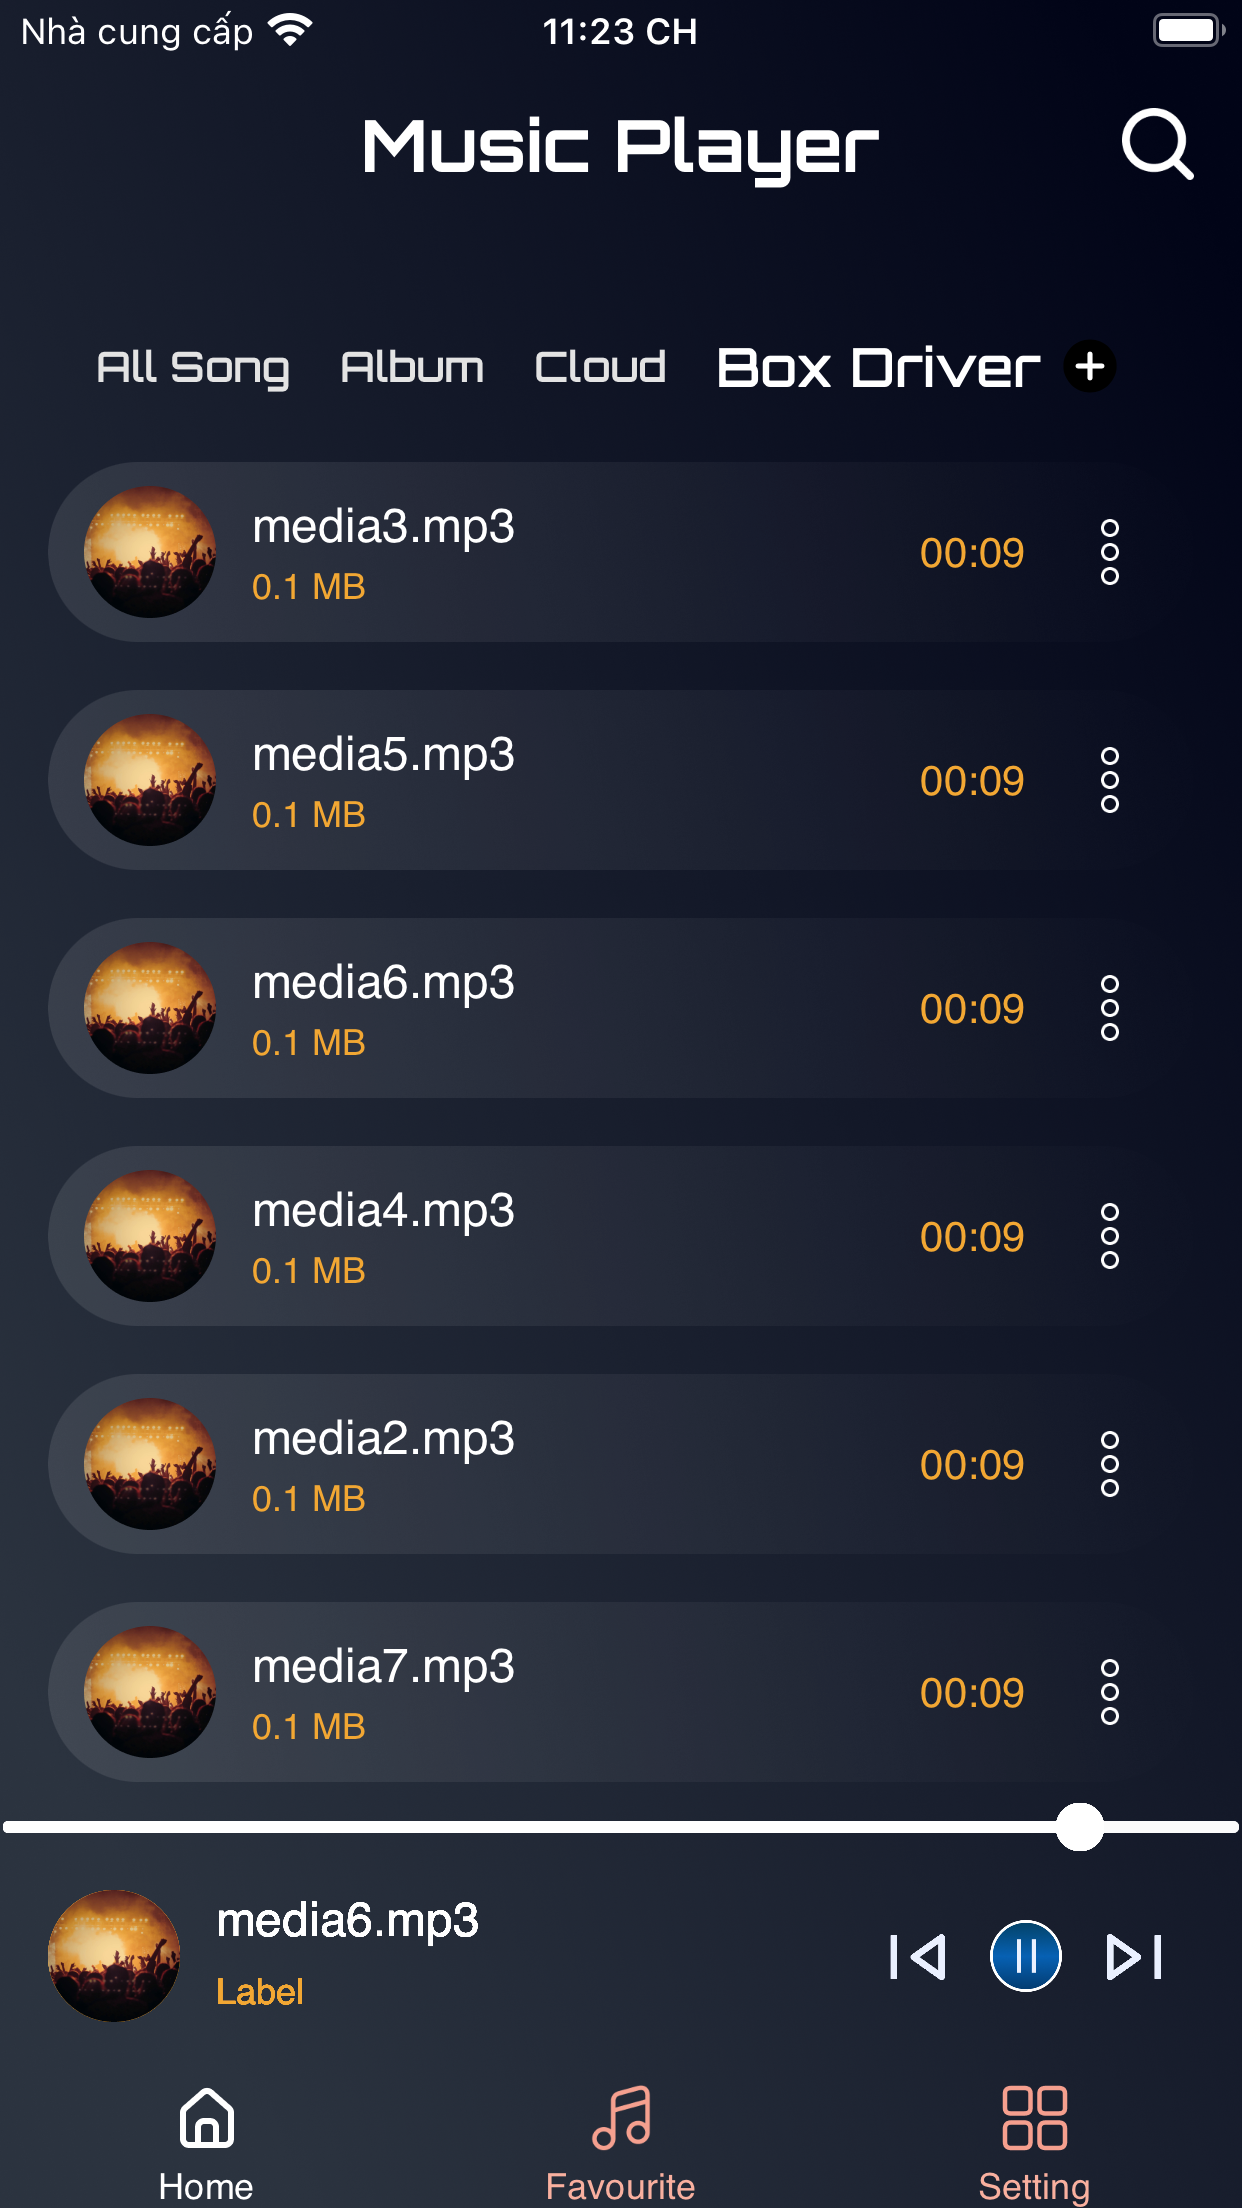 Nhà cung cấp 11:23 CH
Music Player
All Song Album Cloud Box Driver
media3.mp3
0.1 MB
00:09
media5.mp3
0.1 MB
00:09
media6.mp3
0.1 MB
00:09
media4.mp3
0.1 MB
00:09
media2.mp3
0.1 MB
00:09
media7.mp3
0.1 MB
00:09
media6.mp3
Label
Home Favourite Setting